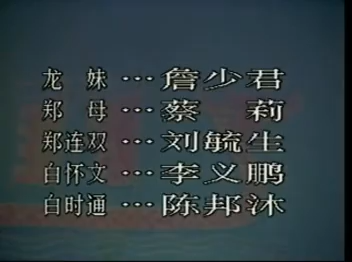 龙 妹 … 詹少君
郑 母 … 蔡 莉
郑连双 … 刘毓生
白怀文 … 李义鹏
白时通 … 陈邦沐